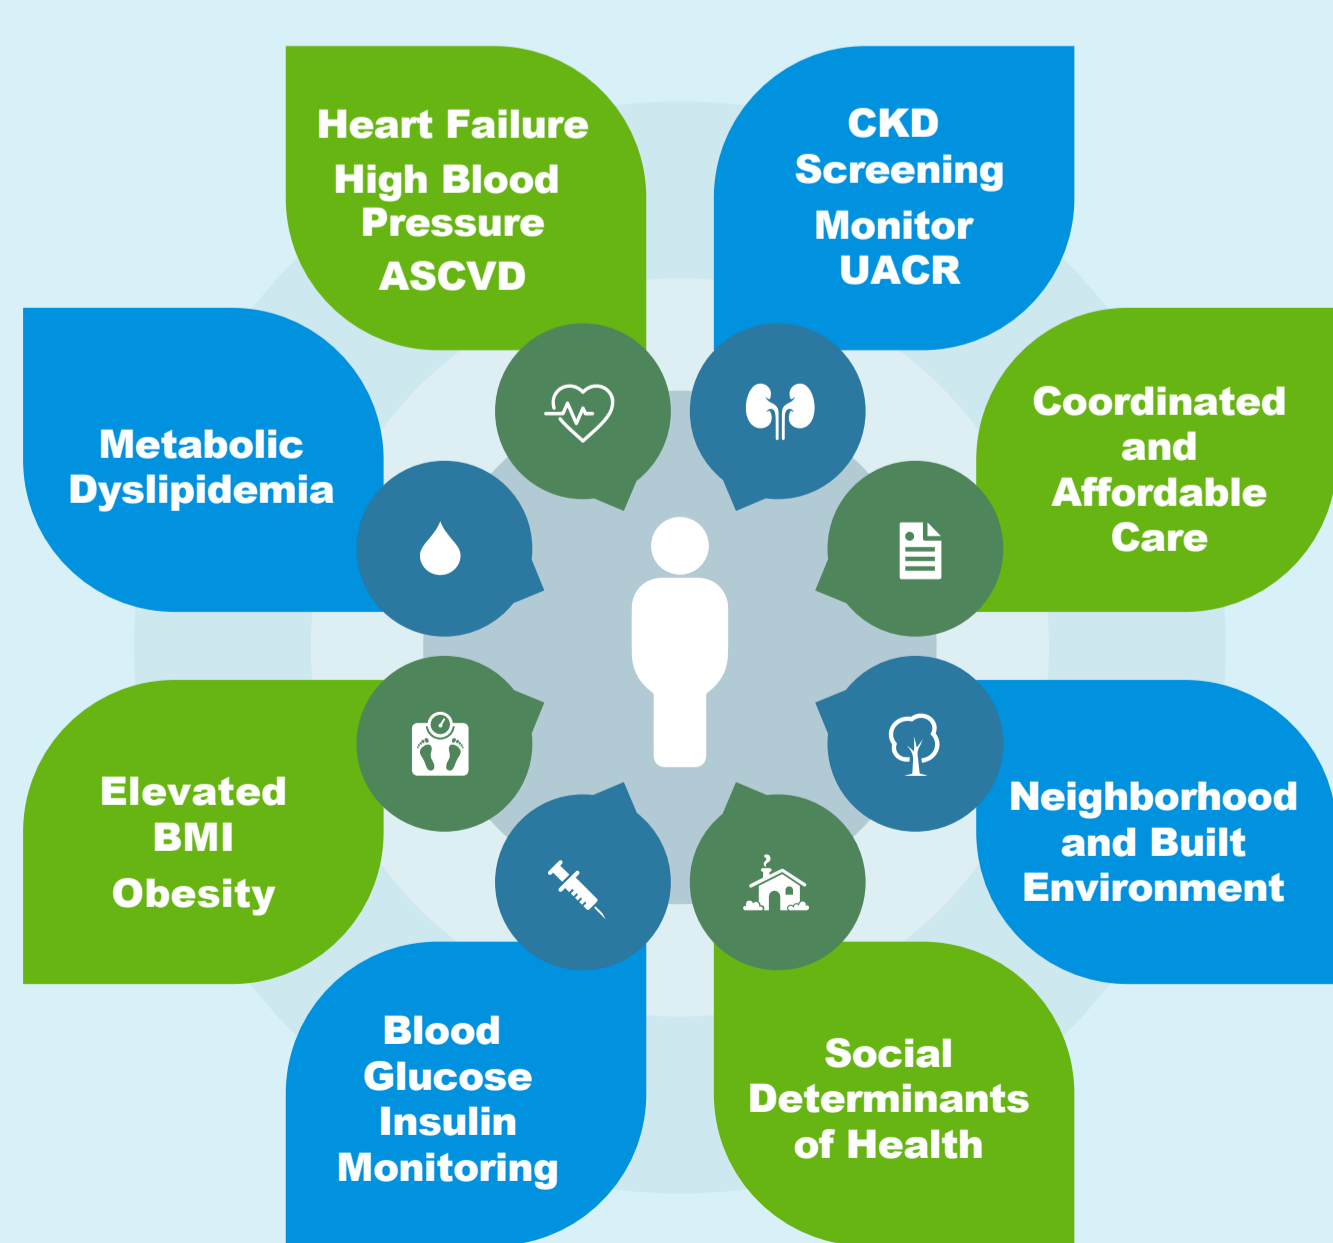 Heart Failure
High Blood
Pressure
ASCVD
CKD
Screening
Monitor
UACR
Metabolic
Dyslipidemia
Coordinated
and
Affordable
Care
Elevated
BMI
Obesity
Neighborhood
and Built
Environment
Blood
Glucose
Insulin
Monitoring
Social
Determinants
of Health